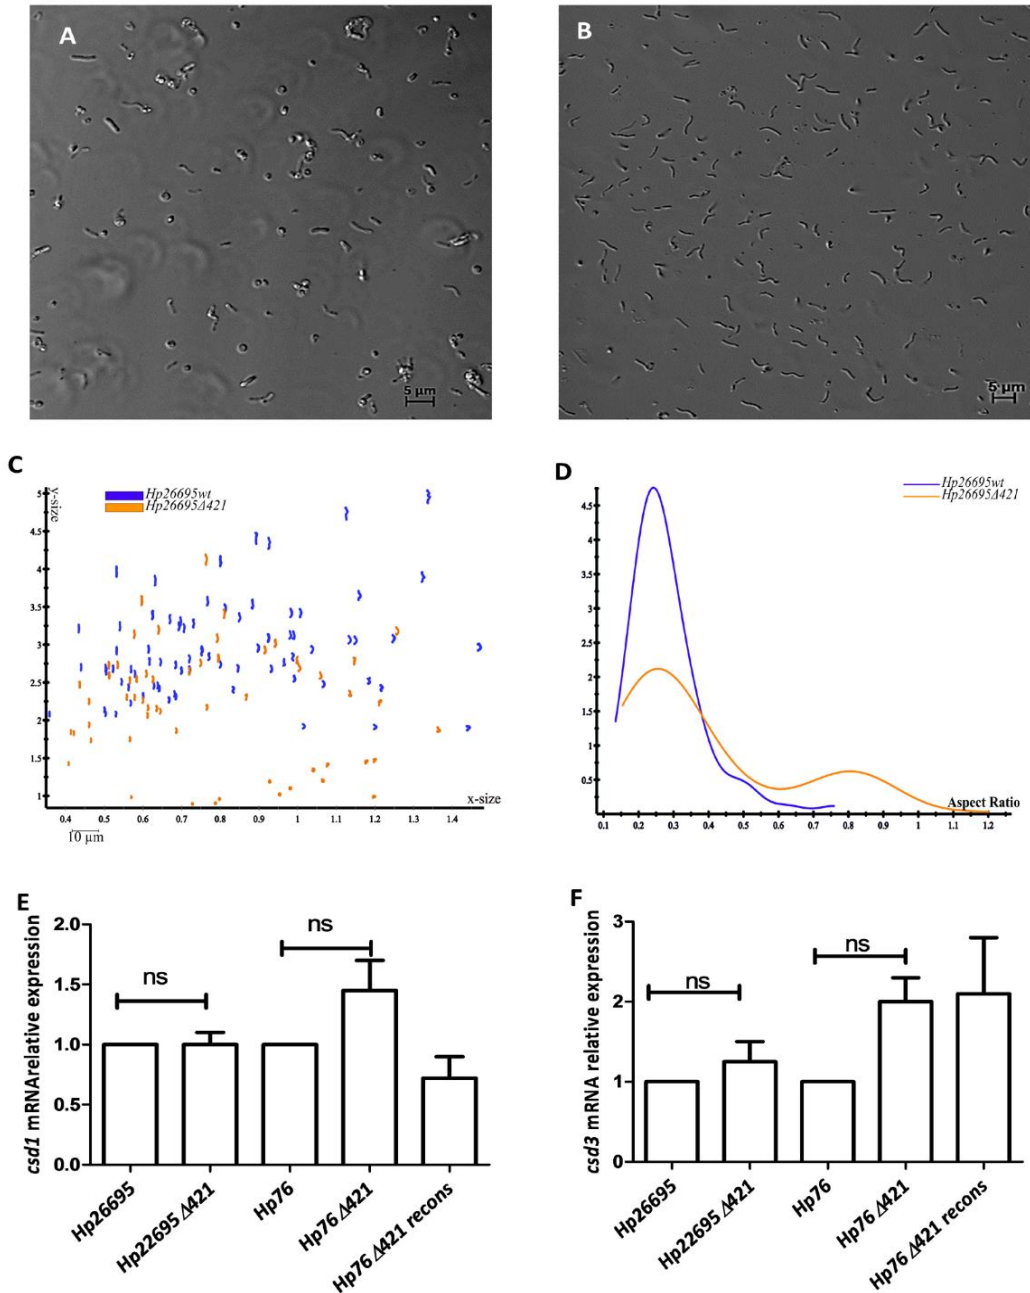 A
B
5 µm
5 µm
C
y-size
Hp26695wt
Hp26695Δ421
5
4.5
4
3.5
3
2.5
2
1.5
1
x-size
0.4 0.5 0.6 0.7 0.8 0.9 1 1.1 1.2 1.3 1.4
10 µm
D
Hp26695wt
Hp26695Δ421
4.5
4
3.5
3
2.5
2
1.5
1
0.5
Aspect Ratio
0.1 0.2 0.3 0.4 0.5 0.6 0.7 0.8 0.9 1 1.1 1.2
E
csd1 mRNArelative expression
2.0
1.5
1.0
0.5
0.0
ns
ns
Hp26695
Hp22695 Δ421
Hp76
Hp76 Δ421
Hp76 Δ421 recons
F
csd3 mRNA relative expression
3
2
1
0
ns
ns
Hp26695
Hp22695 Δ421
Hp76
Hp76 Δ421
Hp76 Δ421 recons